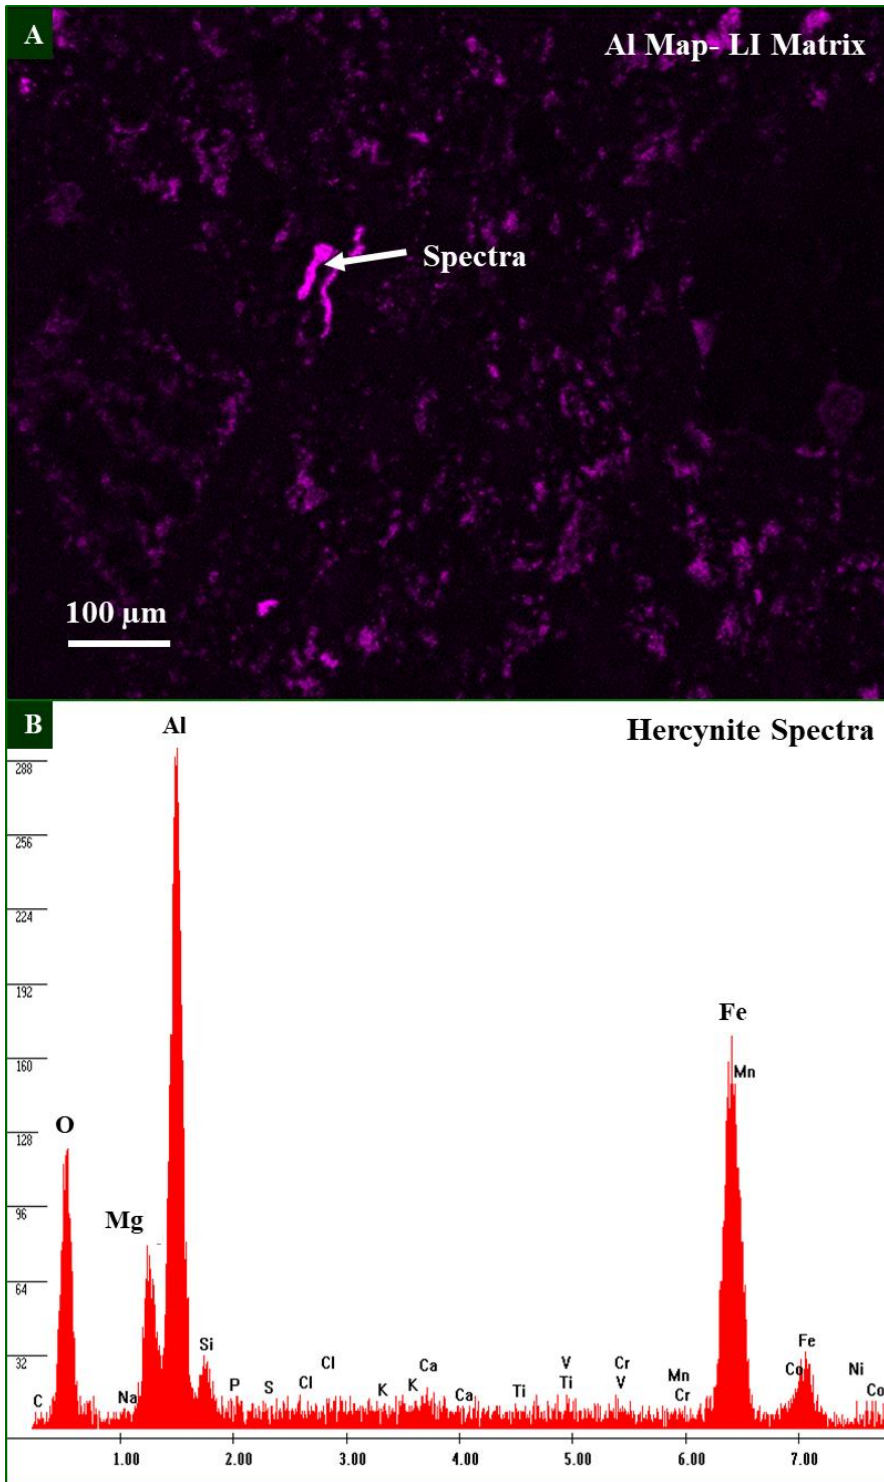 A
Al Map- LI Matrix
Spectra
100 µm
B
Al
Hercynite Spectra
288
256
224
192
Fe
160
Mn
O
128
96
Mg
64
Si
32
Cl
Ca
V
Cr
Mn
Co
Fe
Ni
C
Na
P
S
Cl
K
K
Ca
Ti
Ti
V
Cr
Co
1.00 2.00 3.00 4.00 5.00 6.00 7.00